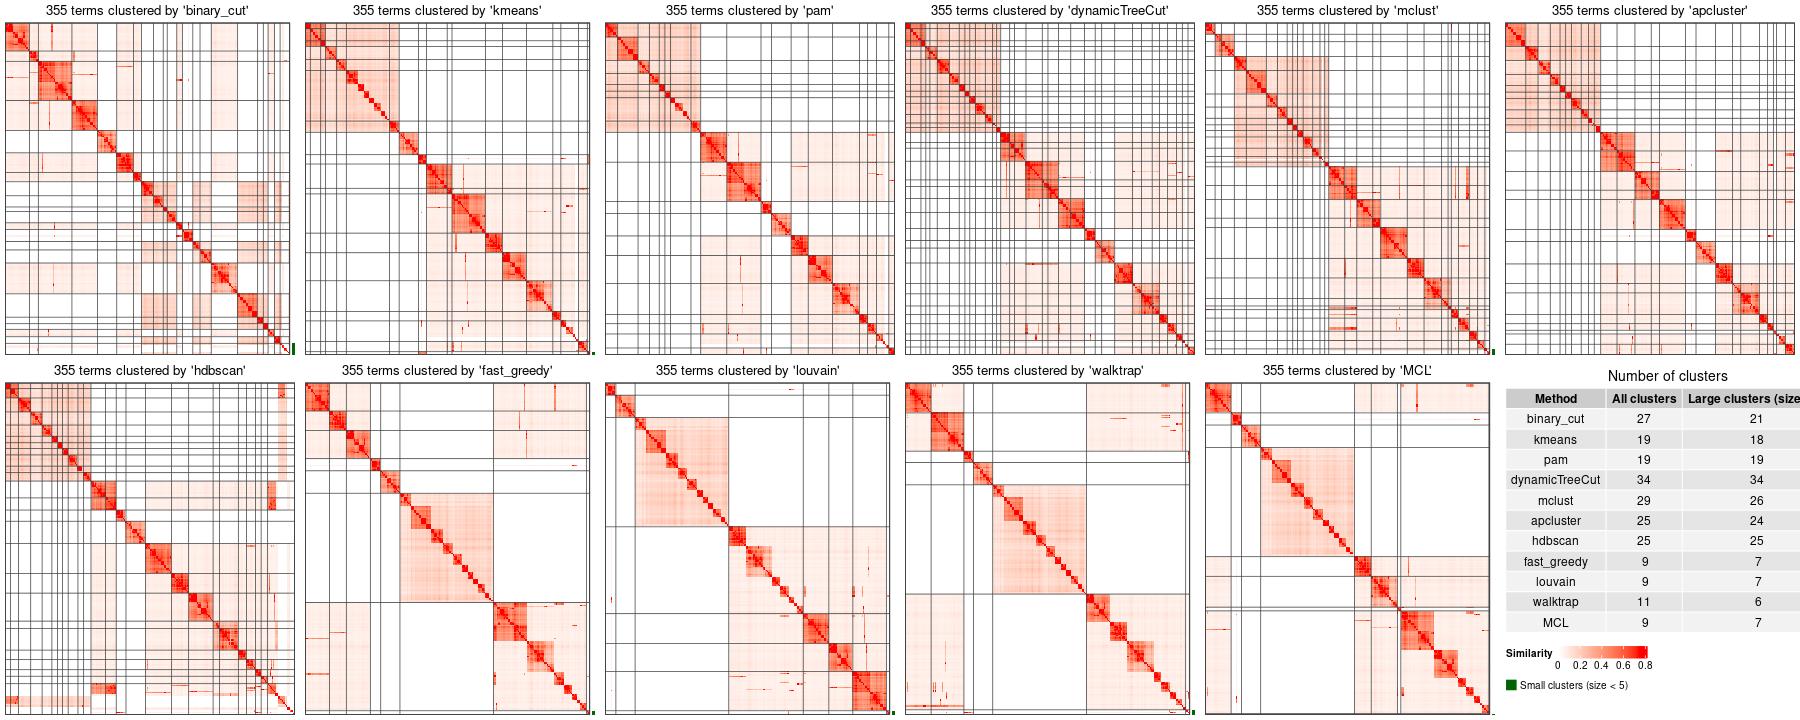 355 terms clustered by 'binary_cut'
355 terms clustered by 'kmeans'
355 terms clustered by 'pam'
355 terms clustered by 'dynamicTreeCut'
355 terms clustered by 'mclust'
355 terms clustered by 'apcluster'
355 terms clustered by 'hdbscan'
355 terms clustered by 'fast_greedy'
355 terms clustered by 'louvain'
355 terms clustered by 'walktrap'
355 terms clustered by 'MCL'
Number of clusters
Method All clusters Large clusters (size
binary_cut 27 21
kmeans 19 18
pam 19 19
dynamicTreeCut 34 34
mclust 29 26
apcluster 25 24
hdbscan 25 25
fast_greedy 9 7
louvain 9 7
walktrap 11 6
MCL 9 7
Similarity
0 0.2 0.4 0.6 0.8
Small clusters (size < 5)